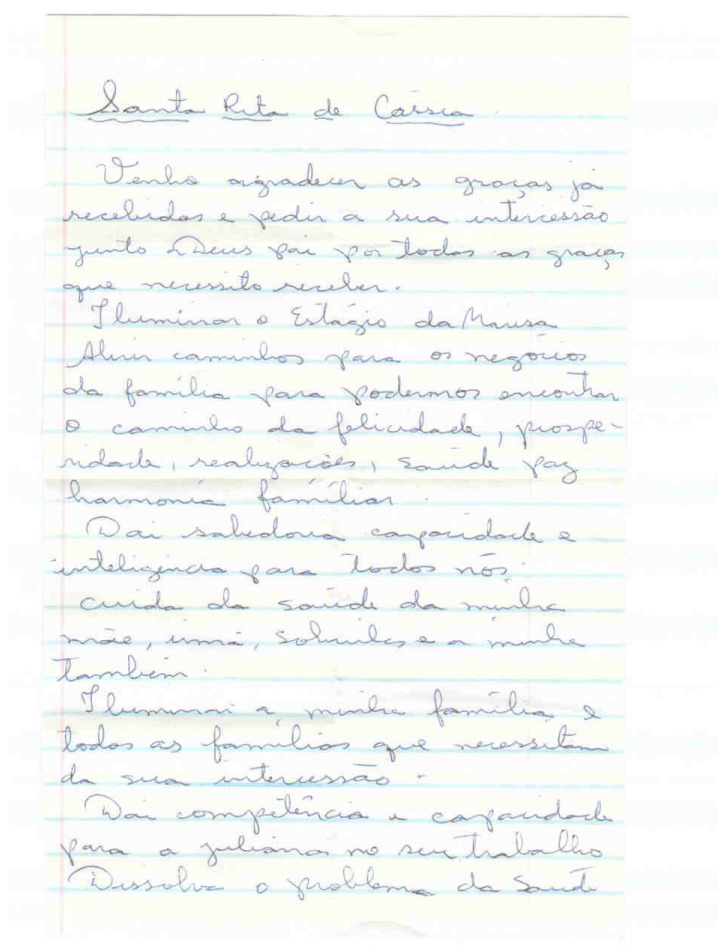 Santa Rita de Cássia
Venho agradecer as graças já
recebidas e pedir a sua intercessão
junto a Deus pai por todas as graças
que necessito receber.
Iluminar o Estágio da Marisa
Abrir caminhos para os negócios
da família para podermos encontrar
o caminho da felicidade, prospe-
ridade, realizações, saúde paz
harmonia famíliar.
Dai sabedoria capacidade e
inteligência para todos nós.
cuida da saúde da minha
mãe, irmã, sobrinhos e a minha
também.
Iluminai a minha família e
todas as famílias que necessitam
da sua intercessão.
Dai competência e capacidade
para a juliana no seu trabalho
Dissolva o problema da Saúde